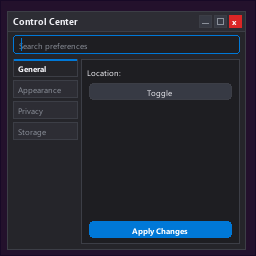 Control Center
Search preferences
General
Appearance
Privacy
Storage
Location:
Toggle
Apply Changes